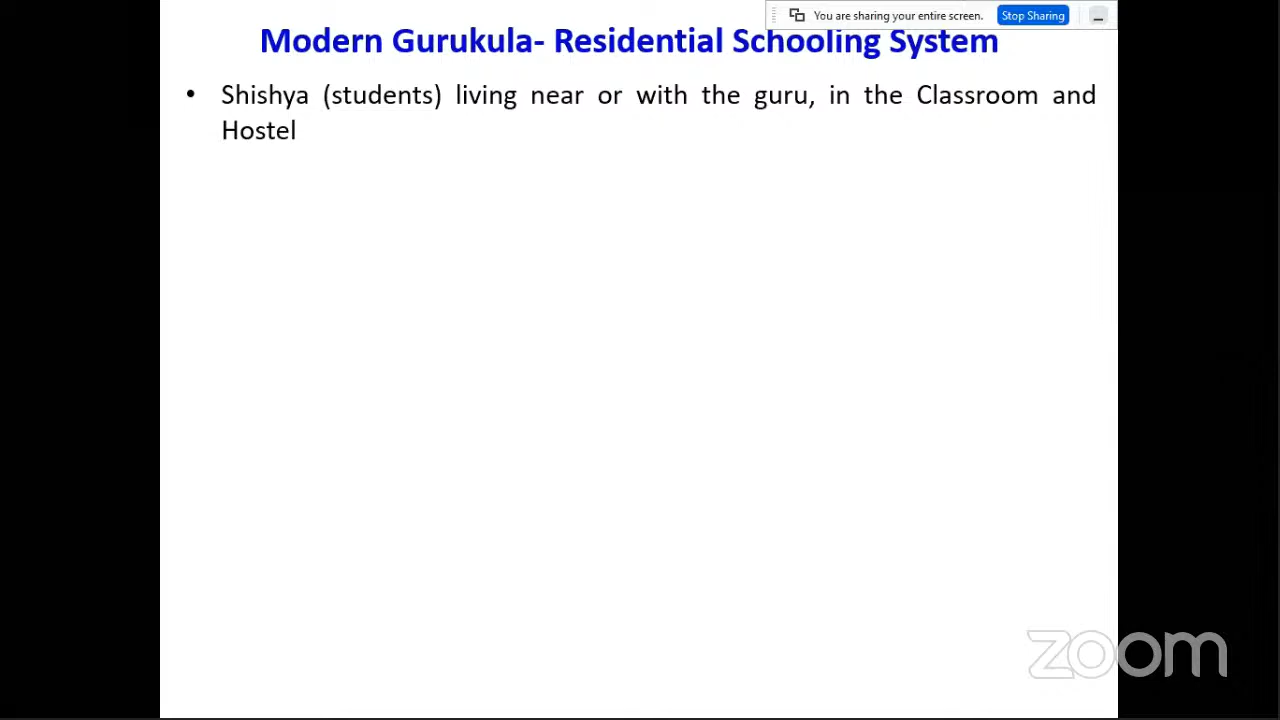 You are sharing your entire screen. Stop Sharing
Modern Gurukula- Residential Schooling System
• Shishya (students) living near or with the guru, in the Classroom and
Hostel
zoom